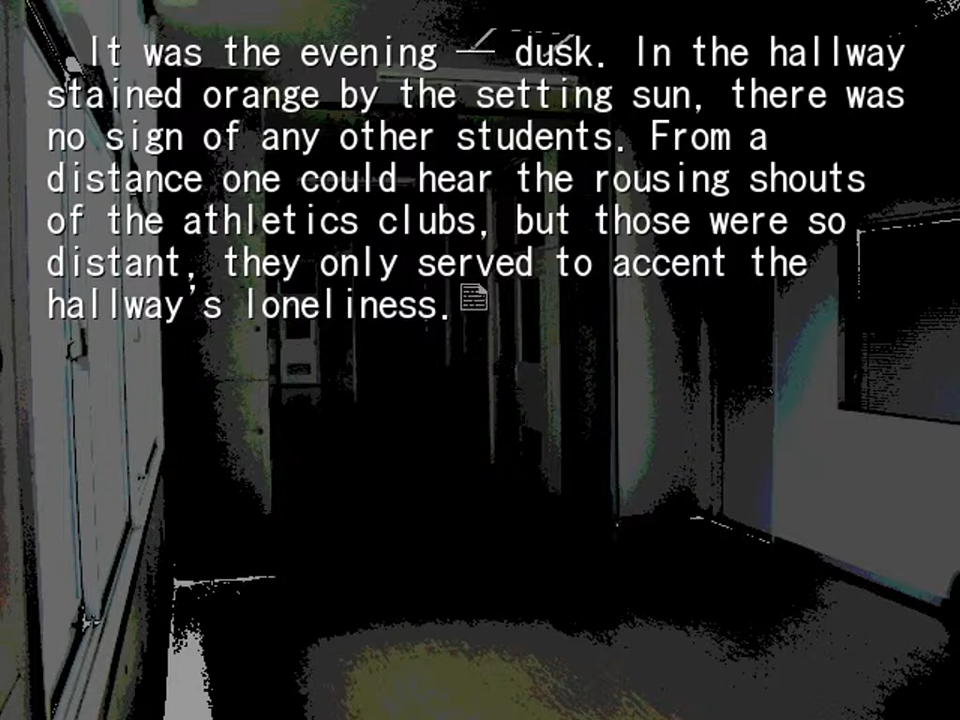 It was the evening — dusk. In the hallway
stained orange by the setting sun, there was
no sign of any other students. From a
distance one could hear the rousing shouts
of the athletics clubs, but those were so
distant, they only served to accent the
hallway's loneliness.